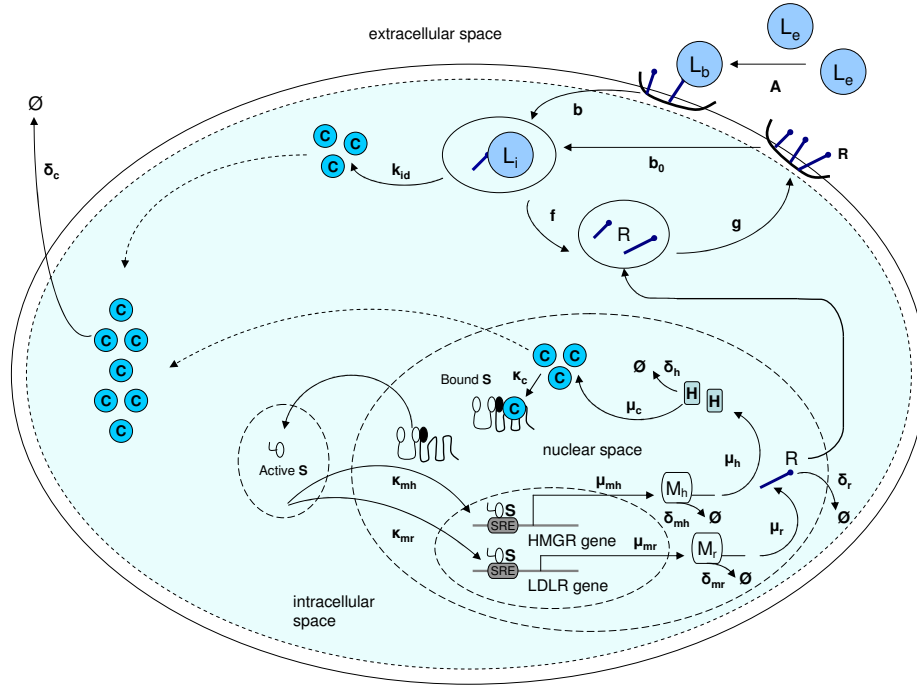 extracellular space
Le
Le
Lb
A
Ø
b
R
b0
Li
C
C
C
kid
δc
f
g
R
C
C
C
C
C
C
C
C
C
C
κc
Ø
δh
H
H
Bound S
C
μc
nuclear space
μh
R
Active S
κmh
μmh
Mh
δr
S
SRE
δmh
Ø
Ø
HMGR gene
μr
κmr
μmr
Mr
S
SRE
LDLR gene
δmr
Ø
intracellular
space